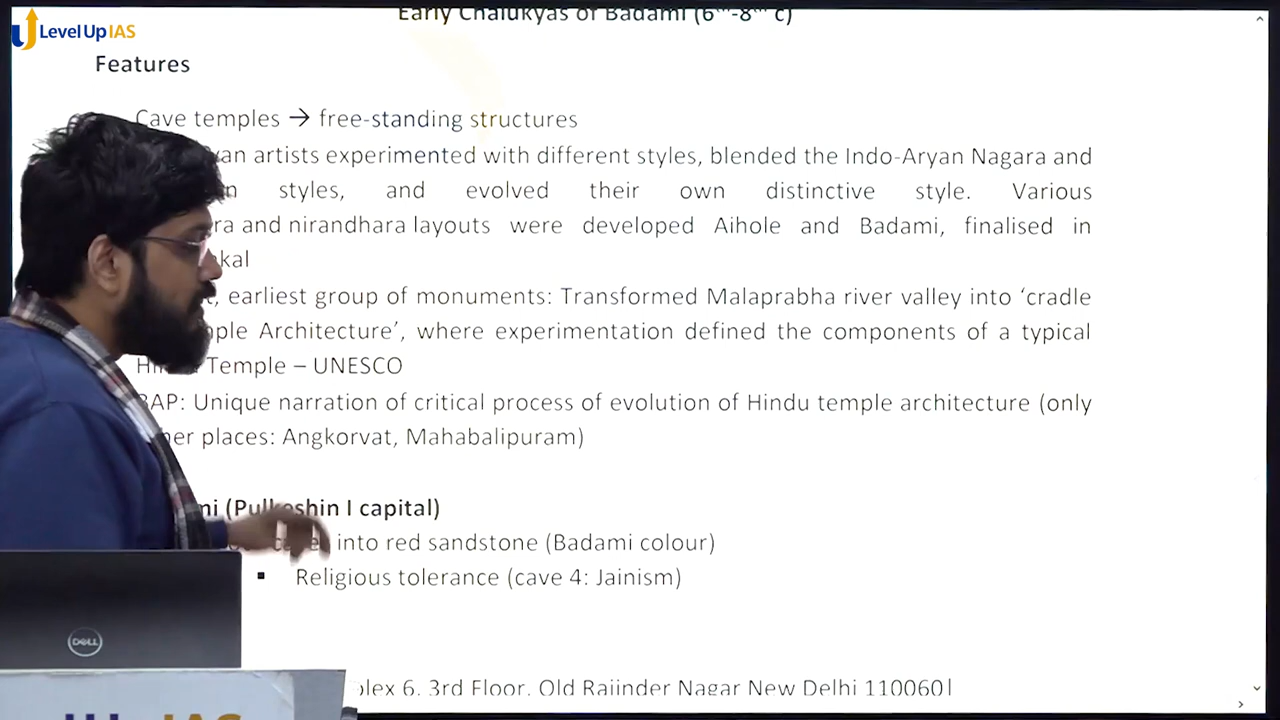 Early Chalukyas of Badami (6th-8th c)
Level Up IAS
Features
Cave temples → free-standing structures
artists experimented with different styles, blended the Indo-Aryan Nagara and
styles, and evolved their own distinctive style. Various
and nirandhara layouts were developed Aihole and Badami, finalised in
earliest group of monuments: Transformed Malaprabha river valley into ‘cradle
Architecture’, where experimentation defined the components of a typical
Temple – UNESCO
BAP: Unique narration of critical process of evolution of Hindu temple architecture (only
places: Angkorvat, Mahabalipuram)
(Pulkeshin I capital)
into red sandstone (Badami colour)
▪ Religious tolerance (cave 4: Jainism)
DELL
6, 3rd Floor, Old Rajinder Nagar New Delhi 110060